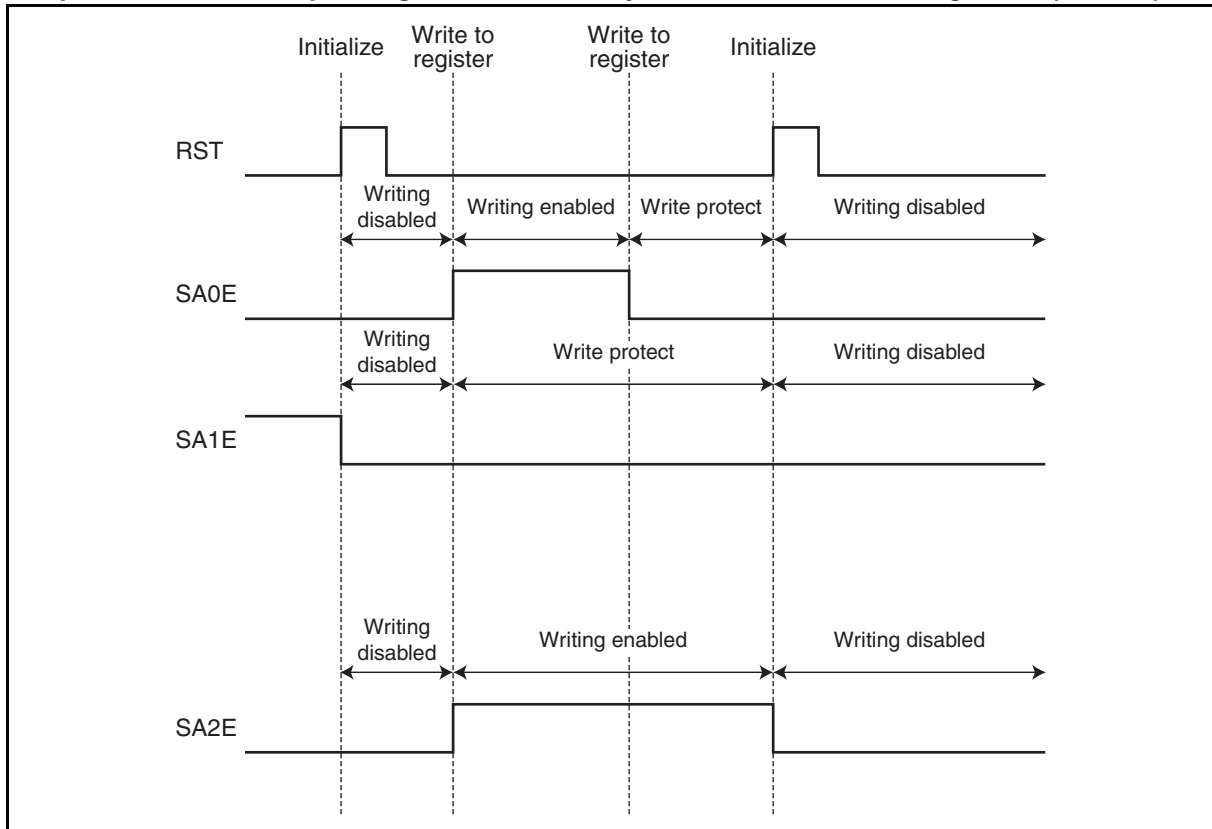 Initialize
Write to
register
Write to
register
Initialize
RST
Writing
disabled
Writing enabled
Write protect
Writing disabled
SA0E
Writing
disabled
Write protect
Writing disabled
SA1E
Writing
disabled
Writing enabled
Writing disabled
SA2E